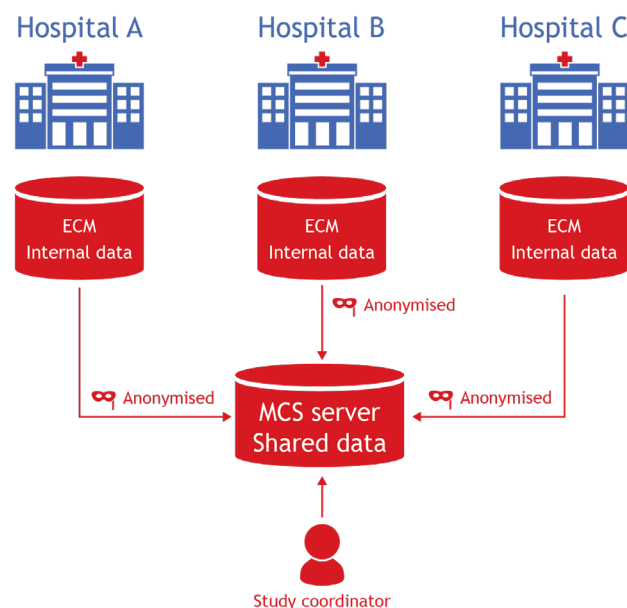 Hospital A
Hospital B
Hospital C
ECM
Internal data
ECM
Internal data
ECM
Internal data
Anonymised
Anonymised
Anonymised
MCS server
Shared data
Study coordinator